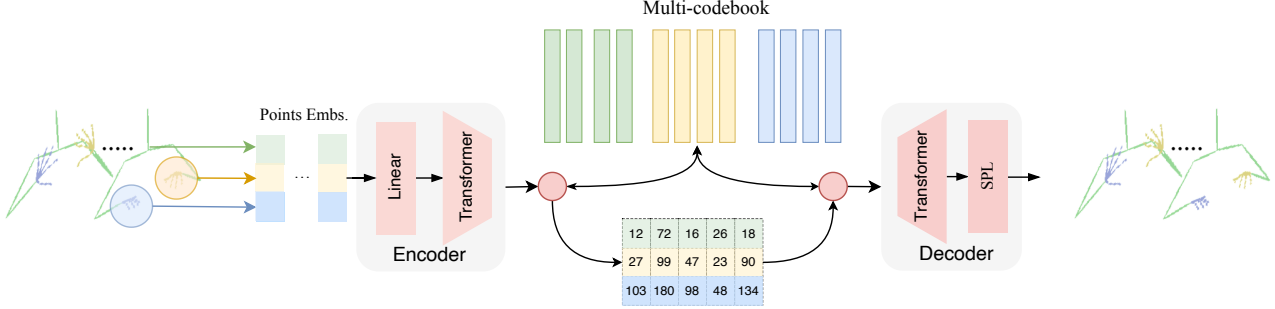 Multi-codebook
Points Embs.
......
...
Linear
Transformer
Encoder
12 72 16 26 18
27 99 47 23 90
103 180 98 48 134
Transformer
SPL
Decoder
......